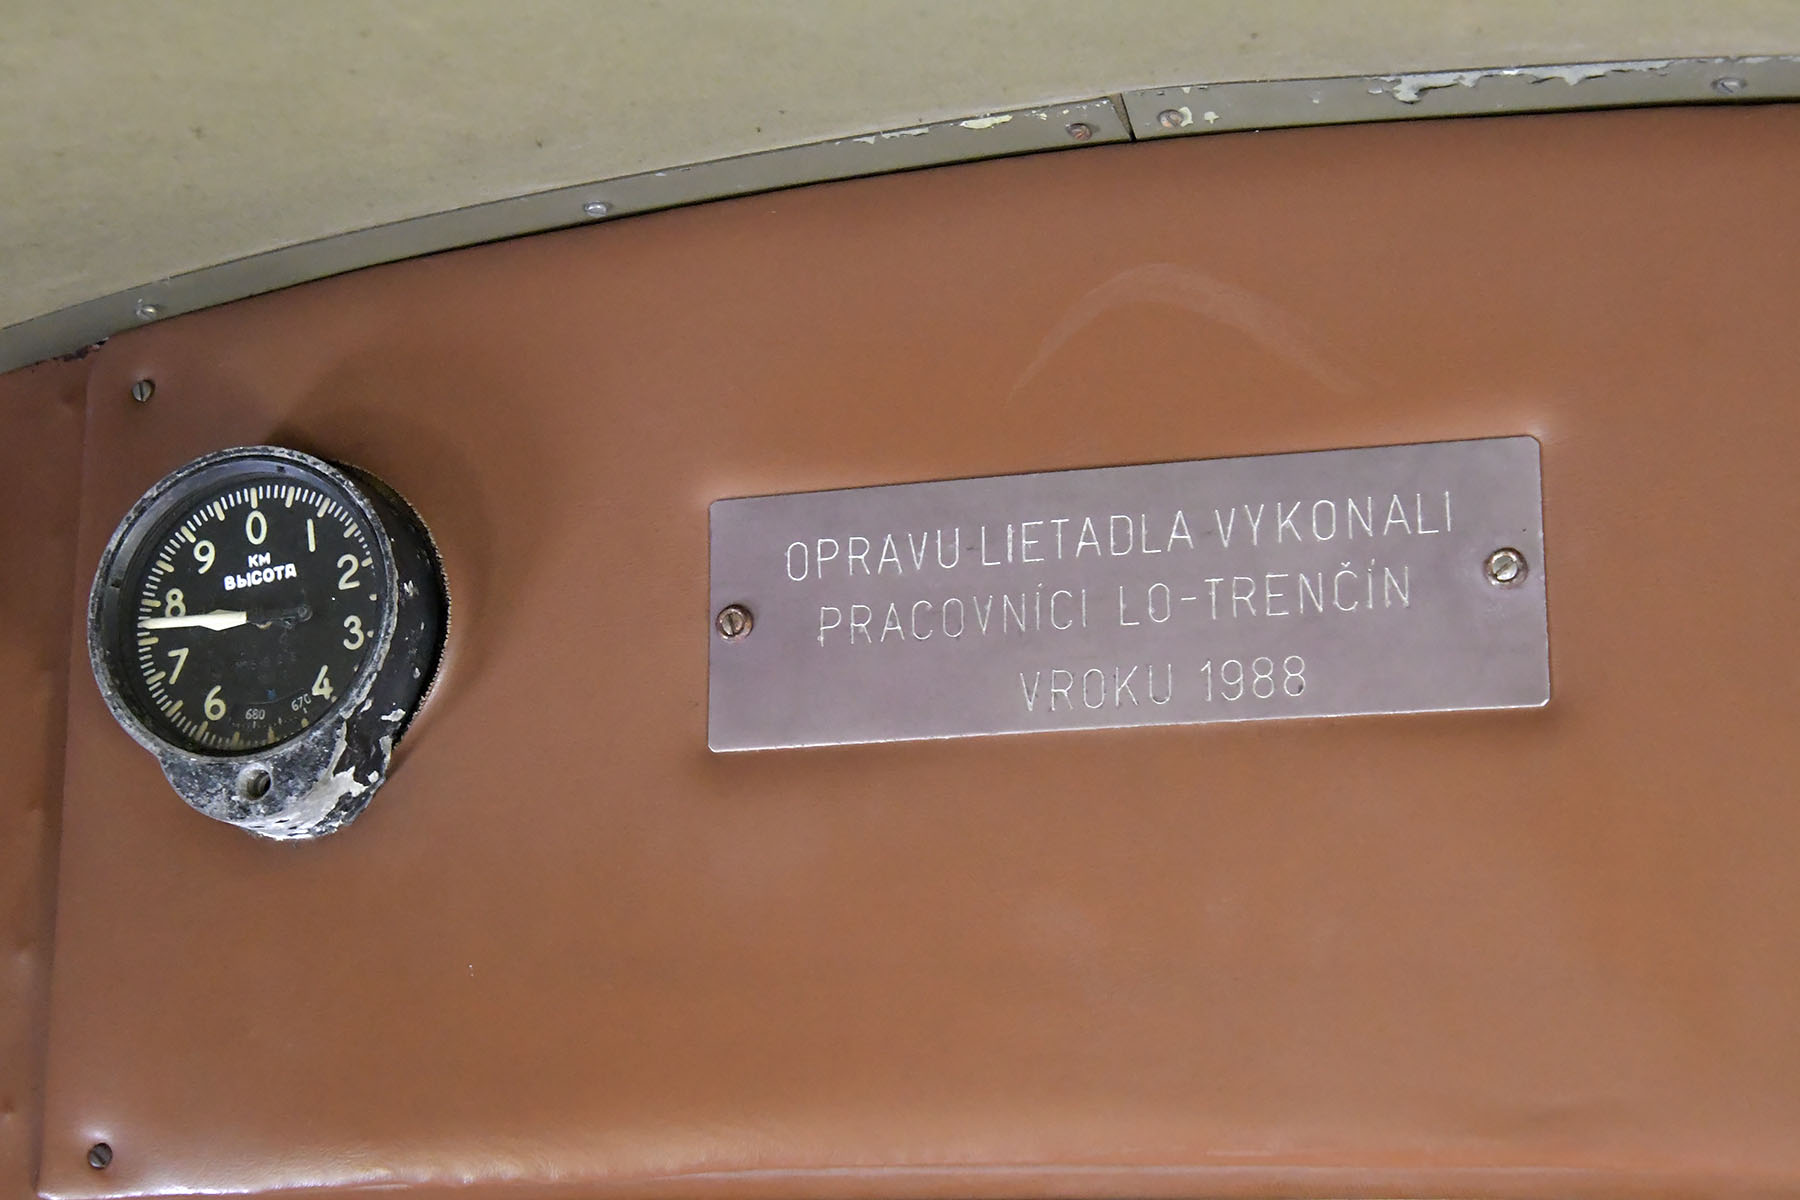 0
1
2
3
4
6
7
8
9
КМ
ВЫСОТА
680
670
OPRAVU LIETADLA VYKONALI
PRACOVNÍCI LO-TRENČÍN
V ROKU 1988